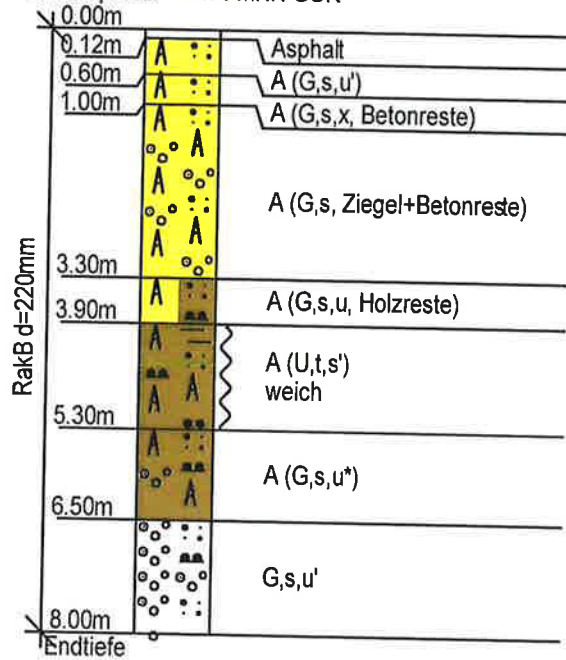 0.00m
0.12m
Asphalt
0.60m
A (G,s,u')
1.00m
A (G,s,x, Betonreste)
A (G,s, Ziegel+Betonreste)
3.30m
A (G,s,u, Holzreste)
3.90m
A (U,t,s')
weich
5.30m
A (G,s,u*)
6.50m
G,s,u'
8.00m
Endtiefe
RakB d=220mm